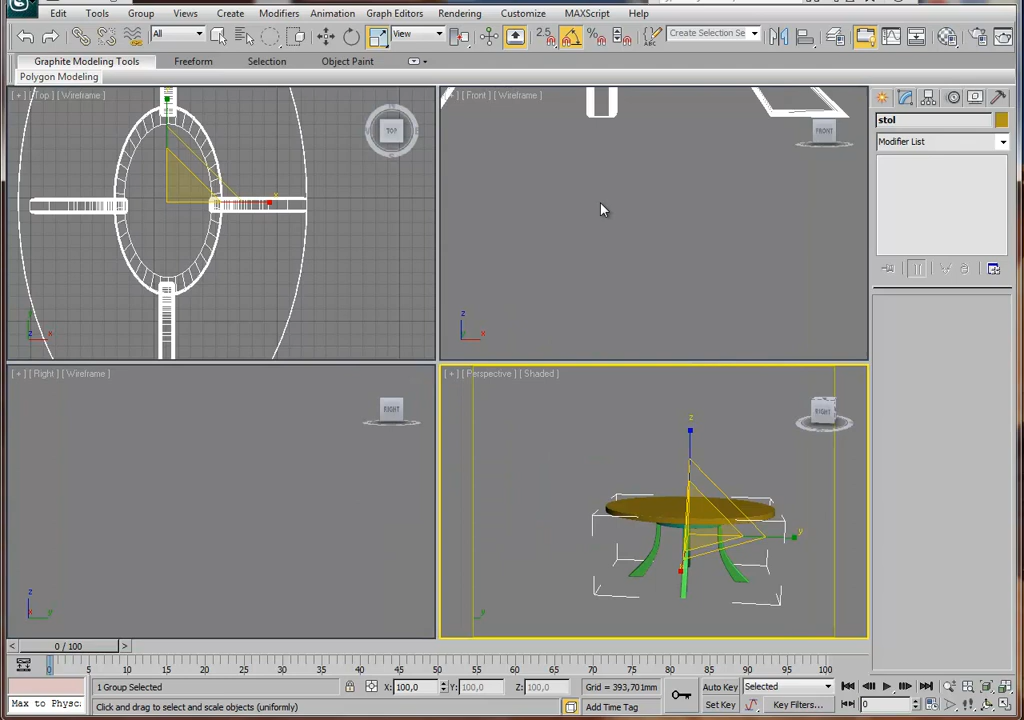 Edit Tools Group Views Create Modifiers Animation Graph Editors Rendering Customize MAXScript Help
All View 2.5 % ABC Create Selection Se
Graphite Modeling Tools Freeform Selection Object Paint
Polygon Modeling
[ + ] [ Top ] [ Wireframe ]
TOP
x
z x
[ + ] [ Front ] [ Wireframe ]
FRONT
z
y x
stol
Modifier List
[ + ] [ Right ] [ Wireframe ]
RIGHT
z
x y
[ + ] [ Perspective ] [ Shaded ]
RIGHT
z
y
y
< 0 / 100 >
0 5 10 15 20 25 30 35 40 45 50 55 60 65 70 75 80 85 90 95 100
1 Group Selected X: 100,0 Y: 100,0 Z: 100,0 Grid = 393,701mm Auto Key Selected
Max to Physc: Click and drag to select and scale objects (uniformly) Add Time Tag Set Key Key Filters... 0